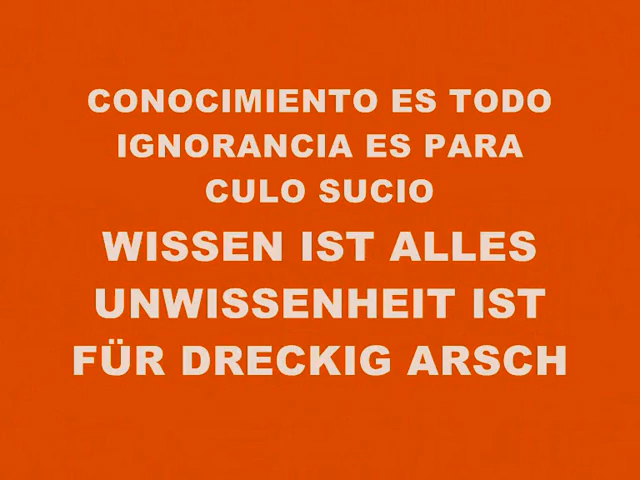 CONOCIMIENTO ES TODO
IGNORANCIA ES PARA
CULO SUCIO
WISSEN IST ALLES
UNWISSENHEIT IST
FÜR DRECKIG ARSCH